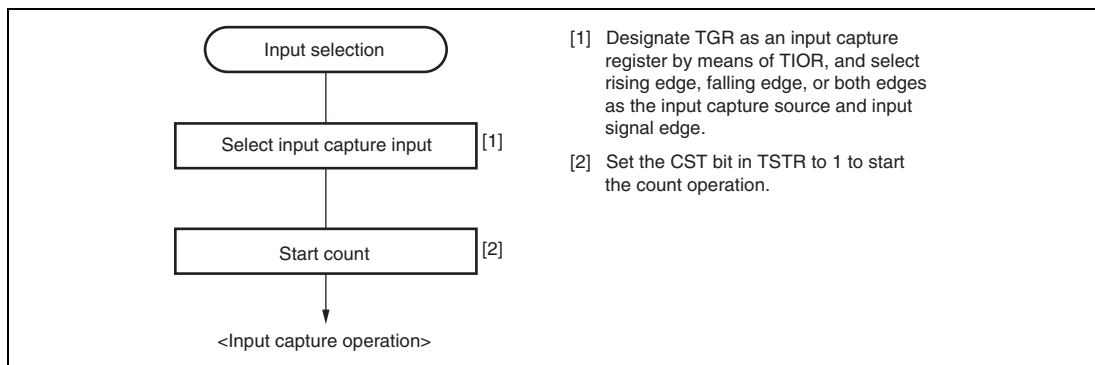 Input selection
Select input capture input
[1]
Start count
[2]
<Input capture operation>
[1] Designate TGR as an input capture
register by means of TIOR, and select
rising edge, falling edge, or both edges
as the input capture source and input
signal edge.
[2] Set the CST bit in TSTR to 1 to start
the count operation.